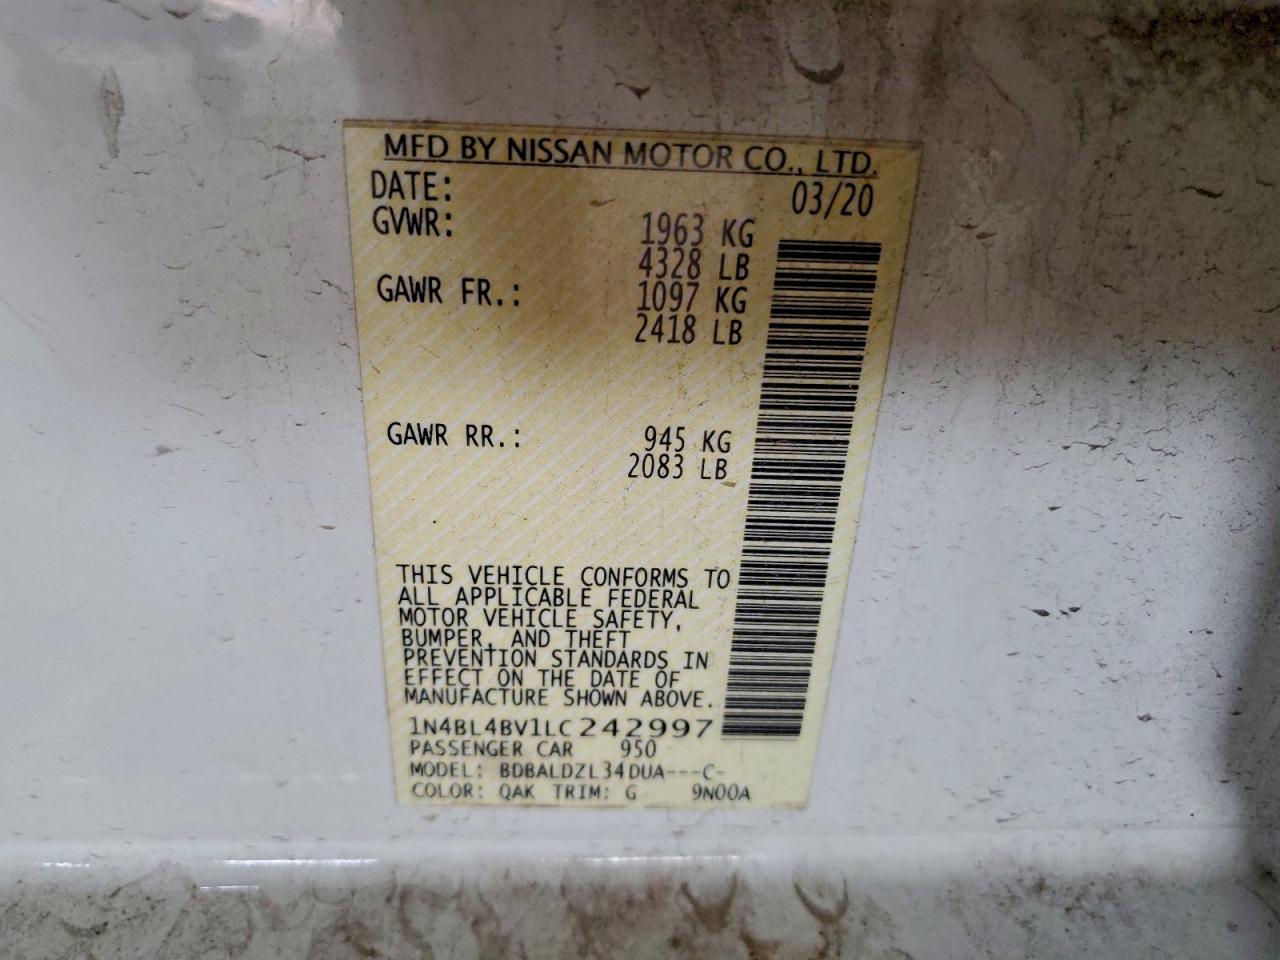 MFD BY NISSAN MOTOR CO., LTD.
DATE: 03/20
GVWR: 1963 KG
4328 LB
GAWR FR.: 1097 KG
2418 LB
GAWR RR.: 945 KG
2083 LB
THIS VEHICLE CONFORMS TO
ALL APPLICABLE FEDERAL
MOTOR VEHICLE SAFETY,
BUMPER, AND THEFT
PREVENTION STANDARDS IN
EFFECT ON THE DATE OF
MANUFACTURE SHOWN ABOVE.
1N4BL4BV1LC242997
PASSENGER CAR 950
MODEL: BDBALDZL34DUA---C-
COLOR: QAK TRIM: G 9N00A